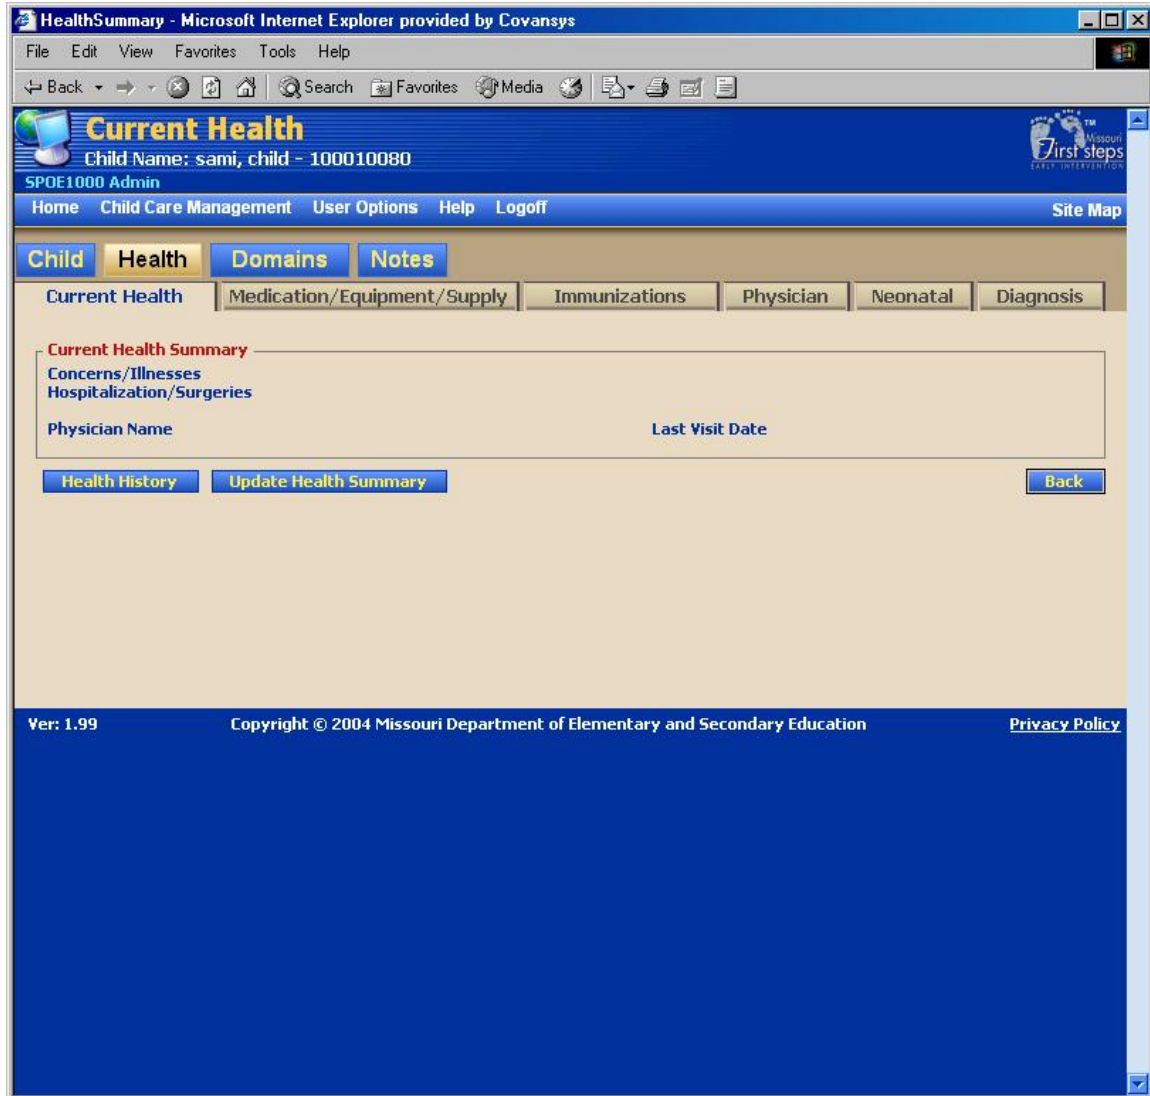 HealthSummary - Microsoft Internet Explorer provided by Covansys
File Edit View Favorites Tools Help
Back Search Favorites Media
Current Health
Child Name: sami, child - 100010080
SPOE1000 Admin
TM
Missouri
First steps
EARLY INTERVENTION
Home Child Care Management User Options Help Logoff Site Map
Child Health Domains Notes
Current Health Medication/Equipment/Supply Immunizations Physician Neonatal Diagnosis
Current Health Summary
Concerns/Illnesses
Hospitalization/Surgeries
Physician Name Last Visit Date
Health History Update Health Summary Back
Ver: 1.99 Copyright © 2004 Missouri Department of Elementary and Secondary Education Privacy Policy